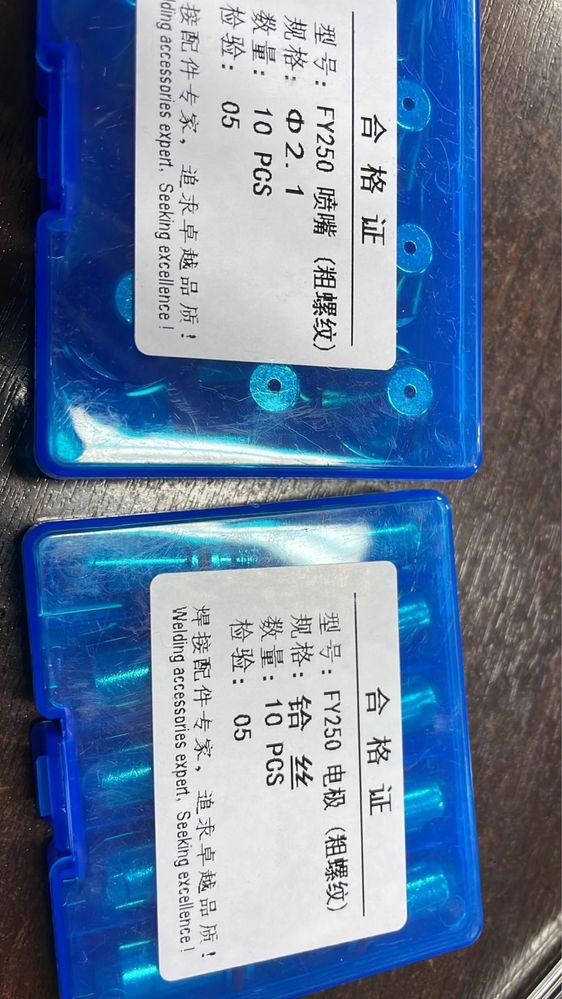 合格证
型号：FY250 喷嘴（粗螺纹）
规格：Φ2.1
数量：10 PCS
检验：05
接配件专家，追求卓越品质！
lding accessories expert, Seeking excellence!
合格证
型号：FY250 电极（粗螺纹）
规格：铪丝
数量：10 PCS
检验：05
焊接配件专家，追求卓越品质！
Welding accessories expert, Seeking excellence!